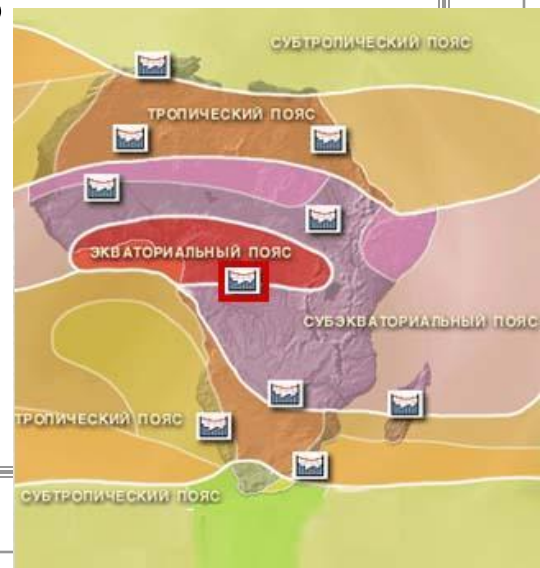 СУБТРОПИЧЕСКИЙ ПОЯС
ТРОПИЧЕСКИЙ ПОЯС
ЭКВАТОРИАЛЬНЫЙ ПОЯС
СУБЭКВАТОРИАЛЬНЫЙ ПОЯС
ТРОПИЧЕСКИЙ ПОЯС
СУБТРОПИЧЕСКИЙ ПОЯС